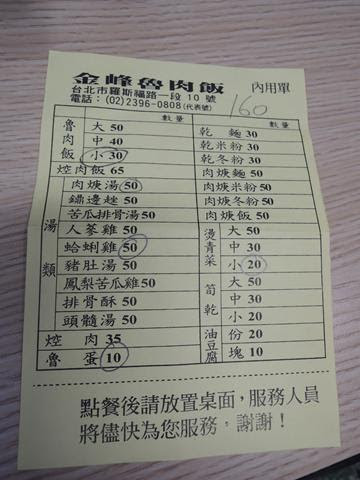 金峰魯肉飯 內用單
台北市羅斯福路一段10號
電話：(02)2396-0808(代表號)
160
數量 數量
魯肉飯 大 50 乾麵 30
中 40 乾米粉 30
小 30 乾冬粉 30
焢肉飯 65 肉焿麵 50
湯類 肉焿湯 50 肉焿米粉 50
鏽邊趖 50 肉焿冬粉 50
苦瓜排骨湯 50 肉焿飯 50
人蔘雞 50 燙青菜 大 50
蛤蜊雞 50 中 30
豬肚湯 50 小 20
鳳梨苦瓜雞 50 筍乾 大 50
排骨酥 50 中 30
頭髓湯 50 小 20
焢肉 35 油豆腐 份 20
魯蛋 10 塊 10
點餐後請放置桌面，服務人員
將儘快為您服務，謝謝！